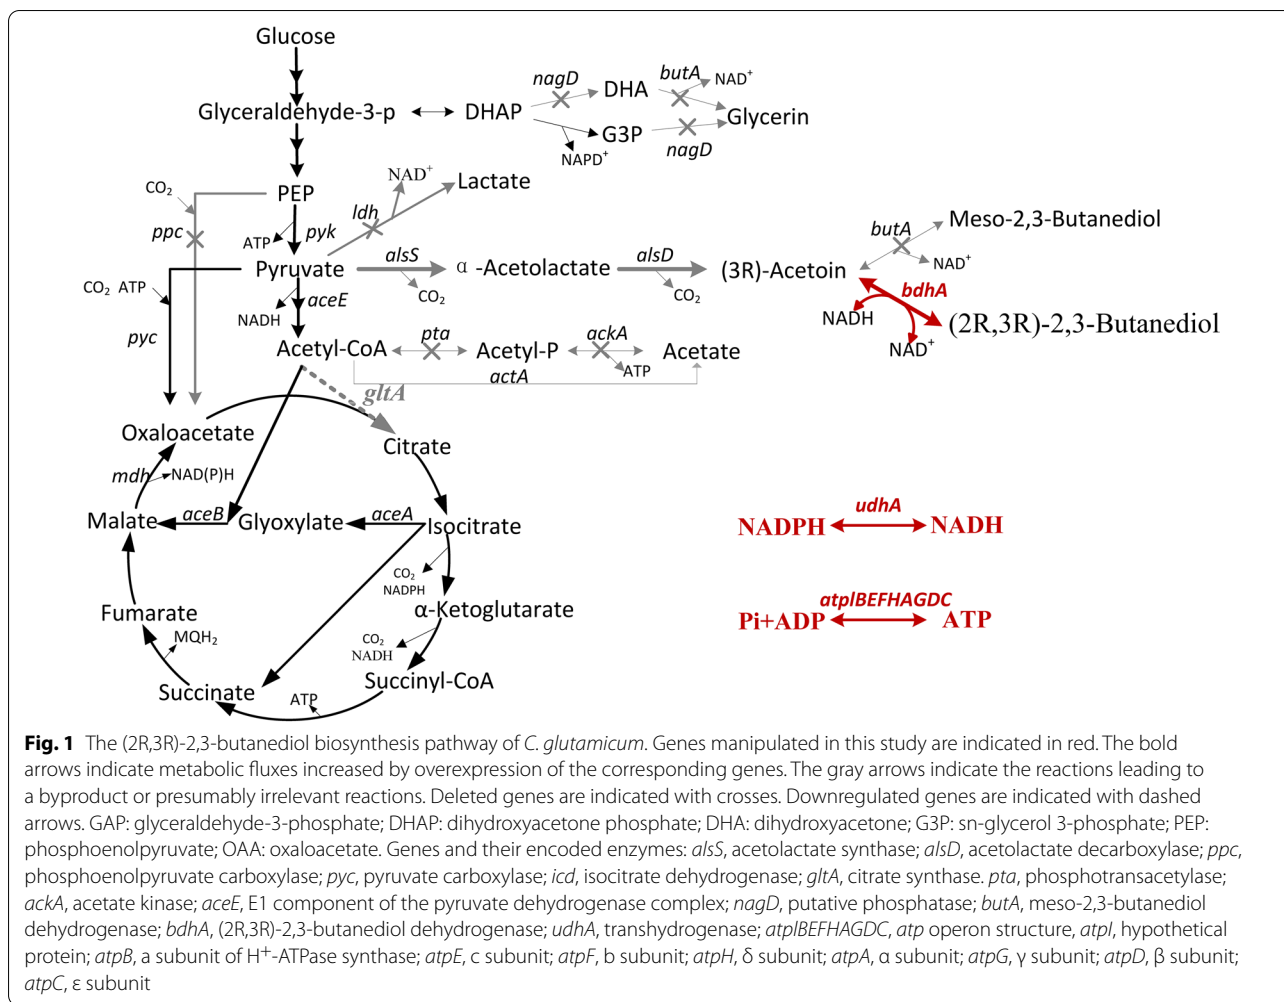 Glucose
nagD
DHA
butA
NAD+
Glyceraldehyde-3-p
DHAP
Glycerin
G3P
NAPD+
nagD
CO2
PEP
NAD+
Lactate
ppc
ATP
pyk
ldh
Meso-2,3-Butanediol
butA
NAD+
Pyruvate
alsS
α -Acetolactate
alsD
(3R)-Acetoin
CO2
CO2
CO2 ATP
aceE
NADH
bdhA
NADH
(2R,3R)-2,3-Butanediol
NAD+
pyc
Acetyl-CoA
pta
Acetyl-P
ackA
Acetate
ATP
actA
gltA
Oxaloacetate
Citrate
mdh
NAD(P)H
Malate
aceB
Glyoxylate
aceA
Isocitrate
NADPH
udhA
NADH
CO2
NADPH
Fumarate
α-Ketoglutarate
Pi+ADP
atpIBEFHAGDC
ATP
MQH2
CO2
NADH
Succinate
ATP
Succinyl-CoA
Fig. 1 The (2R,3R)-2,3-butanediol biosynthesis pathway of C. glutamicum. Genes manipulated in this study are indicated in red. The bold
arrows indicate metabolic fluxes increased by overexpression of the corresponding genes. The gray arrows indicate the reactions leading to
a byproduct or presumably irrelevant reactions. Deleted genes are indicated with crosses. Downregulated genes are indicated with dashed
arrows. GAP: glyceraldehyde-3-phosphate; DHAP: dihydroxyacetone phosphate; DHA: dihydroxyacetone; G3P: sn-glycerol 3-phosphate; PEP:
phosphoenolpyruvate; OAA: oxaloacetate. Genes and their encoded enzymes: alsS, acetolactate synthase; alsD, acetolactate decarboxylase; ppc,
phosphoenolpyruvate carboxylase; pyc, pyruvate carboxylase; icd, isocitrate dehydrogenase; gltA, citrate synthase. pta, phosphotransacetylase;
ackA, acetate kinase; aceE, E1 component of the pyruvate dehydrogenase complex; nagD, putative phosphatase; butA, meso-2,3-butanediol
dehydrogenase; bdhA, (2R,3R)-2,3-butanediol dehydrogenase; udhA, transhydrogenase; atpIBEFHAGDC, atp operon structure, atpI, hypothetical
protein; atpB, a subunit of H+-ATPase synthase; atpE, c subunit; atpF, b subunit; atpH, δ subunit; atpA, α subunit; atpG, γ subunit; atpD, β subunit;
atpC, ε subunit